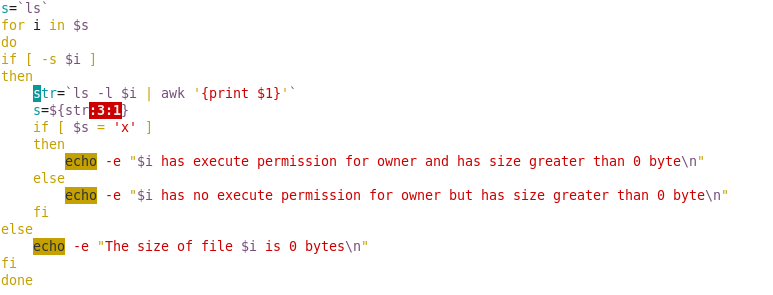 s=`ls`
for i in $s
do
if [ -s $i ]
then
    str=`ls -l $i | awk '{print $1}'`
    s=${str:3:1}
    if [ $s = 'x' ]
    then
        echo -e "$i has execute permission for owner and has size greater than 0 byte\n"
    else
        echo -e "$i has no execute permission for owner but has size greater than 0 byte\n"
    fi
else
    echo -e "The size of file $i is 0 bytes\n"
fi
done